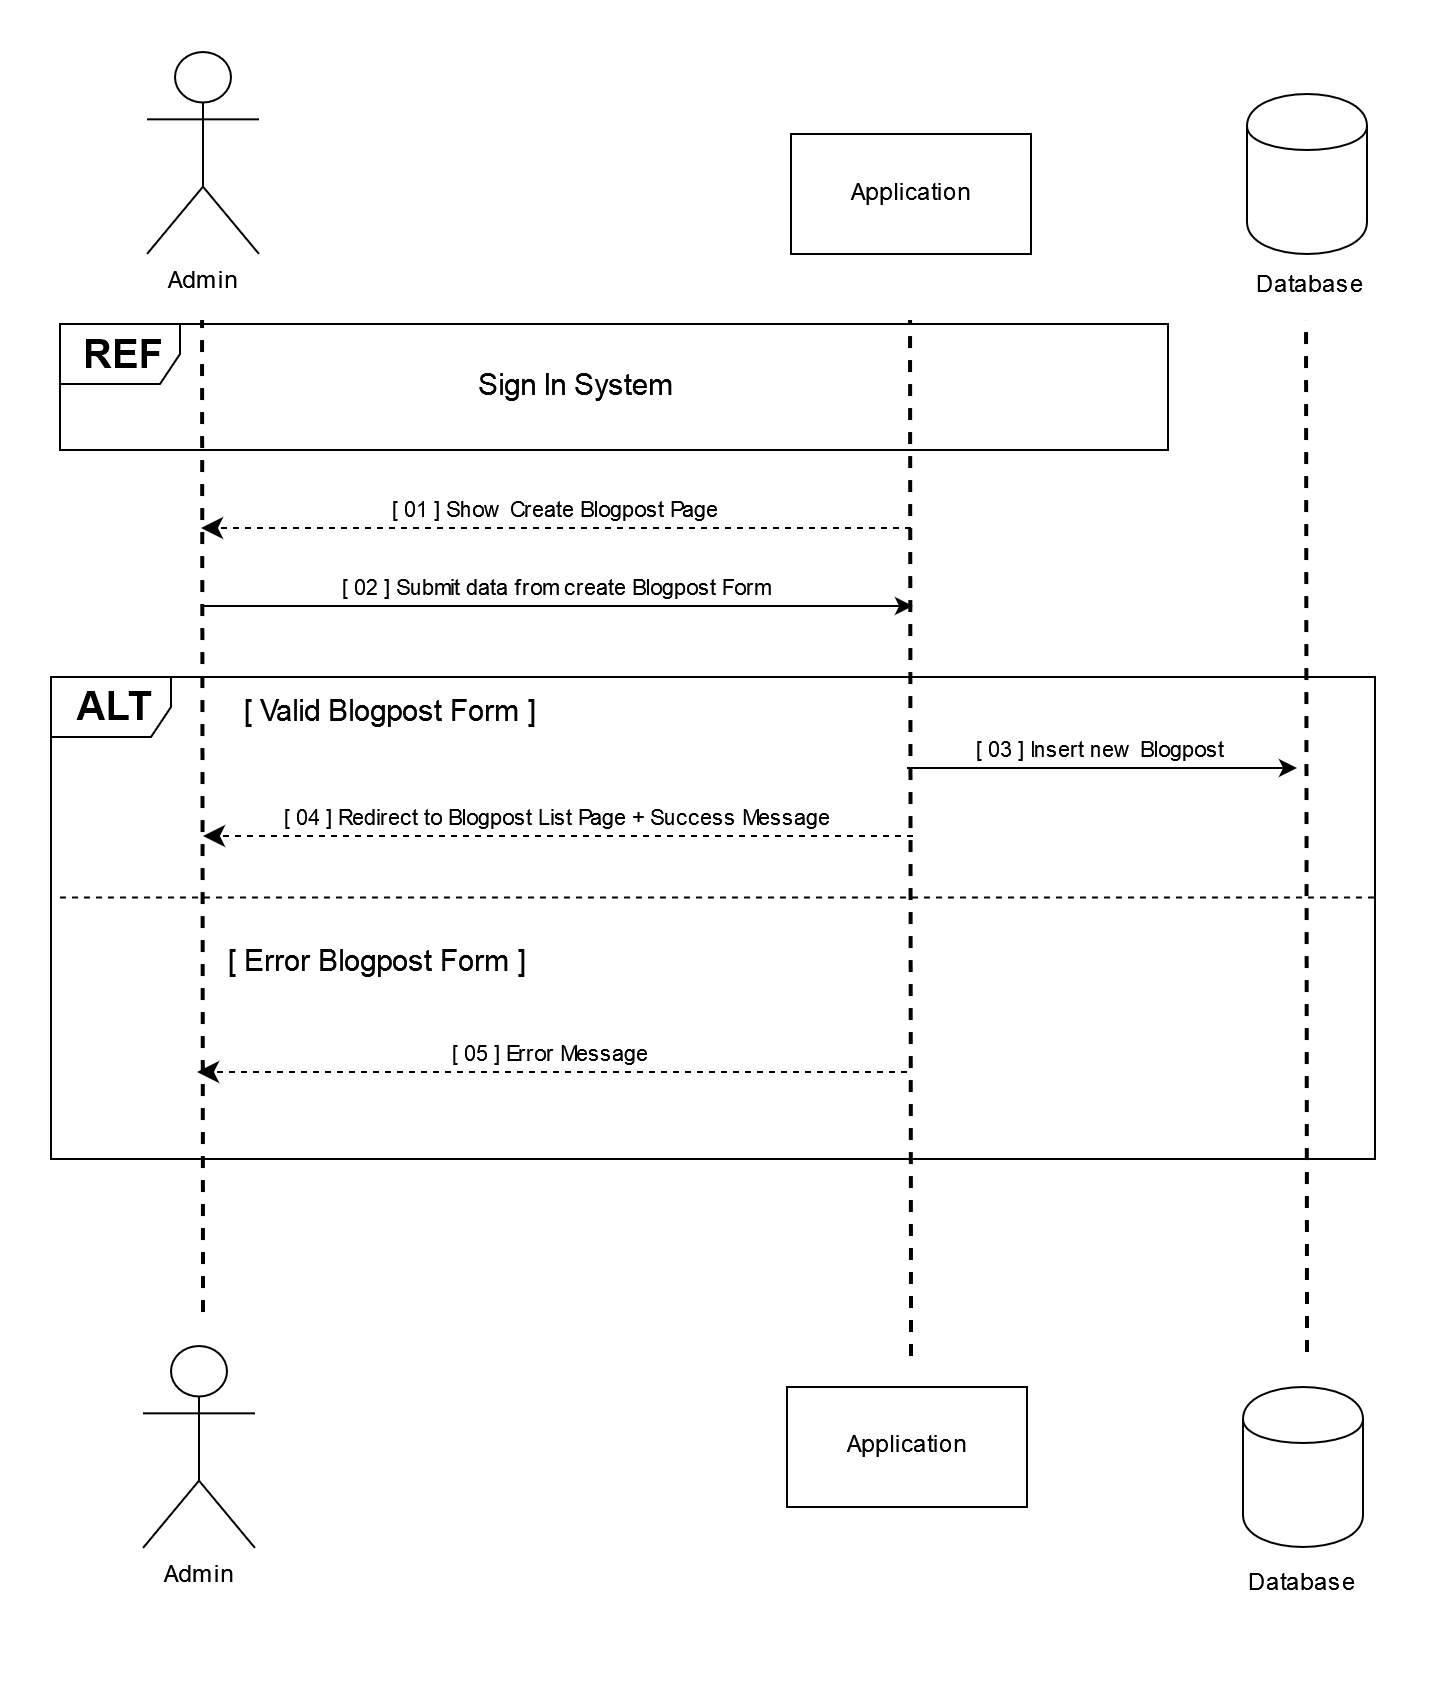 Application
Admin
Database
REF
Sign In System
[ 01 ] Show  Create Blogpost Page
[ 02 ] Submit data from create Blogpost Form
ALT
[ Valid Blogpost Form ]
[ 03 ] Insert new  Blogpost
[ 04 ] Redirect to Blogpost List Page + Success Message
[ Error Blogpost Form ]
[ 05 ] Error Message
Application
Admin
Database